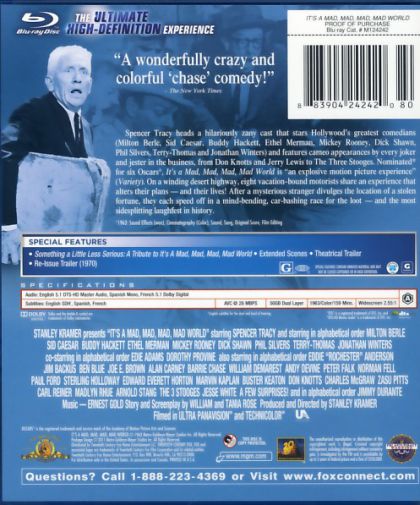 Blu-ray Disc
THE ULTIMATE
HIGH-DEFINITION EXPERIENCE
IT'S A MAD, MAD, MAD, MAD WORLD
PROOF OF PURCHASE
Blu-ray Cat. # M124242
8 83904 24242 0 80
“A wonderfully crazy and
colorful ‘chase’ comedy!”
– The New York Times
Spencer Tracy heads a hilariously zany cast that stars Hollywood's greatest comedians
(Milton Berle, Sid Caesar, Buddy Hackett, Ethel Merman, Mickey Rooney, Dick Shawn,
Phil Silvers, Terry-Thomas and Jonathan Winters) and features cameo appearances by every joker
and jester in the business, from Don Knotts and Jerry Lewis to The Three Stooges. Nominated
for six Oscars®, It's a Mad, Mad, Mad, Mad World is “an explosive motion picture experience”
(Variety). On a winding desert highway, eight vacation-bound motorists share an experience that
alters their plans — and their lives! After a mysterious stranger divulges the location of a stolen
fortune, they each speed off in a mind-bending, car-bashing race for the loot — and the most
sidesplitting laughfest in history.
SPECIAL FEATURES
• Something a Little Less Serious: A Tribute to It's A Mad, Mad, Mad, Mad World • Extended Scenes • Theatrical Trailer
• Re-Issue Trailer (1970)
G
SPECIFICATIONS
Audio: English 5.1 DTS-HD Master Audio, Spanish Mono, French 5.1 Dolby Digital
Subtitles: English SDH, Spanish, French
AVC @ 26 MBPS
50GB Dual Layer
1963/Color/159 Mins.
Widescreen 2.55:1
A
DOLBY
STANLEY KRAMER presents “IT'S A MAD, MAD, MAD, MAD WORLD” starring SPENCER TRACY and starring in alphabetical order MILTON BERLE
SID CAESAR BUDDY HACKETT ETHEL MERMAN MICKEY ROONEY DICK SHAWN PHIL SILVERS TERRY-THOMAS JONATHAN WINTERS
co-starring in alphabetical order EDIE ADAMS DOROTHY PROVINE also starring in alphabetical order EDDIE “ROCHESTER” ANDERSON
JIM BACKUS BEN BLUE JOE E. BROWN ALAN CARNEY BARRIE CHASE WILLIAM DEMAREST ANDY DEVINE PETER FALK NORMAN FELL
PAUL FORD STERLING HOLLOWAY EDWARD EVERETT HORTON MARVIN KAPLAN BUSTER KEATON DON KNOTTS CHARLES McGRAW ZASU PITTS
CARL REINER MADLYN RHUE ARNOLD STANG THE 3 STOOGES JESSE WHITE A FEW SURPRISES! and in alphabetical order JIMMY DURANTE
Music — ERNEST GOLD Story and Screenplay by WILLIAM and TANIA ROSE Produced and Directed by STANLEY KRAMER
Filmed in ULTRA PANAVISION® and TECHNICOLOR® UA
www.mgm.com
Questions? Call 1-888-223-4369 or Visit www.foxconnect.com